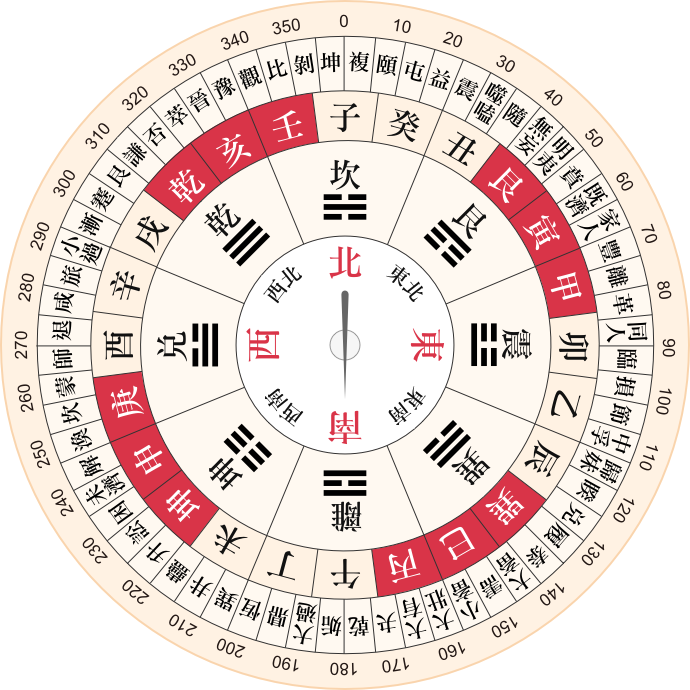 0
10
20
30
40
50
60
70
80
90
100
110
120
130
140
150
160
170
180
190
200
210
220
230
240
250
260
270
280
290
300
310
320
330
340
350
複
頤
屯
益
震
噬嗑
隨
無妄
明夷
賁
既濟
家人
豐
離
革
同人
臨
損
節
中孚
歸妹
睽
兑
履
泰
大畜
需
小畜
大壯
大有
夬
乾
姤
大過
鼎
恆
巽
井
蠱
升
訟
困
未濟
解
渙
坎
蒙
師
退
咸
旅
小過
漸
蹇
艮
謙
否
萃
晉
豫
觀
比
剝
坤
子
癸
丑
艮
寅
甲
卯
乙
辰
巽
巳
丙
午
丁
未
坤
申
庚
酉
辛
戌
乾
亥
壬
坎
艮
震
巽
離
坤
兑
乾
北
東北
東
東南
南
西南
西
西北